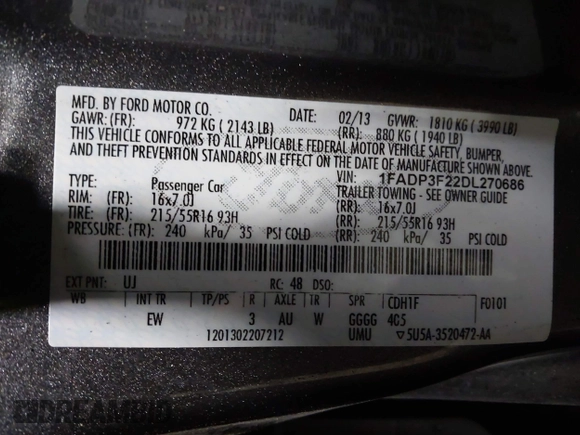 MFD. BY FORD MOTOR CO.
DATE: 02/13 GVWR: 1810 KG ( 3990 LB)
GAWR: (FR): 972 KG ( 2143 LB) (RR): 880 KG ( 1940 LB)
THIS VEHICLE CONFORMS TO ALL APPLICABLE FEDERAL MOTOR VEHICLE SAFETY, BUMPER,
AND THEFT PREVENTION STANDARDS IN EFFECT ON THE DATE OF MANUFACTURE SHOWN ABOVE.
VIN: 1FADP3F22DL270686
TYPE: Passenger Car TRAILER TOWING - SEE OWNER GUIDE
RIM: (FR): 16x7.0J (RR): 16x7.0J
TIRE: (FR): 215/55R16 93H (RR): 215/55R16 93H
PRESSURE: (FR): 240 kPa/ 35 PSI COLD (RR): 240 kPa/ 35 PSI COLD
EXT PNT: UJ RC: 48 DSO: F0101
WB INT TR TP/PS R AXLE TR SPR CDH1F
EW 3 AU W GGGG 4G5
1201302207212 UMU ▽5U5A-3520472-AA
DREAMBID